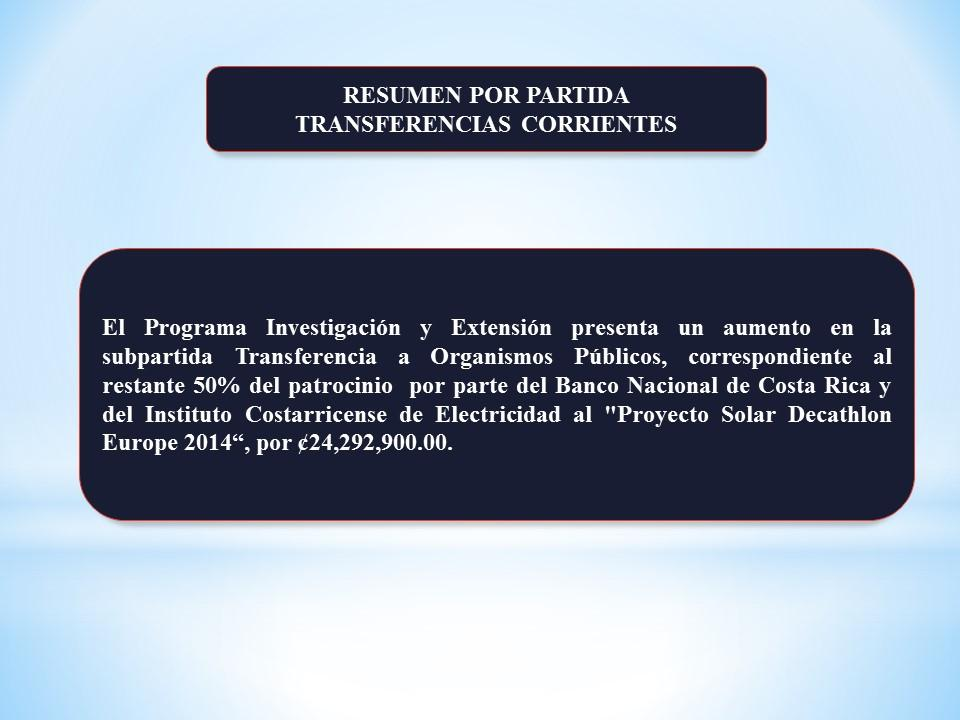 RESUMEN POR PARTIDA
TRANSFERENCIAS CORRIENTES
El Programa Investigación y Extensión presenta un aumento en la
subpartida Transferencia a Organismos Públicos, correspondiente al
restante 50% del patrocinio por parte del Banco Nacional de Costa Rica y
del Instituto Costarricense de Electricidad al "Proyecto Solar Decathlon
Europe 2014“, por ¢24,292,900.00.